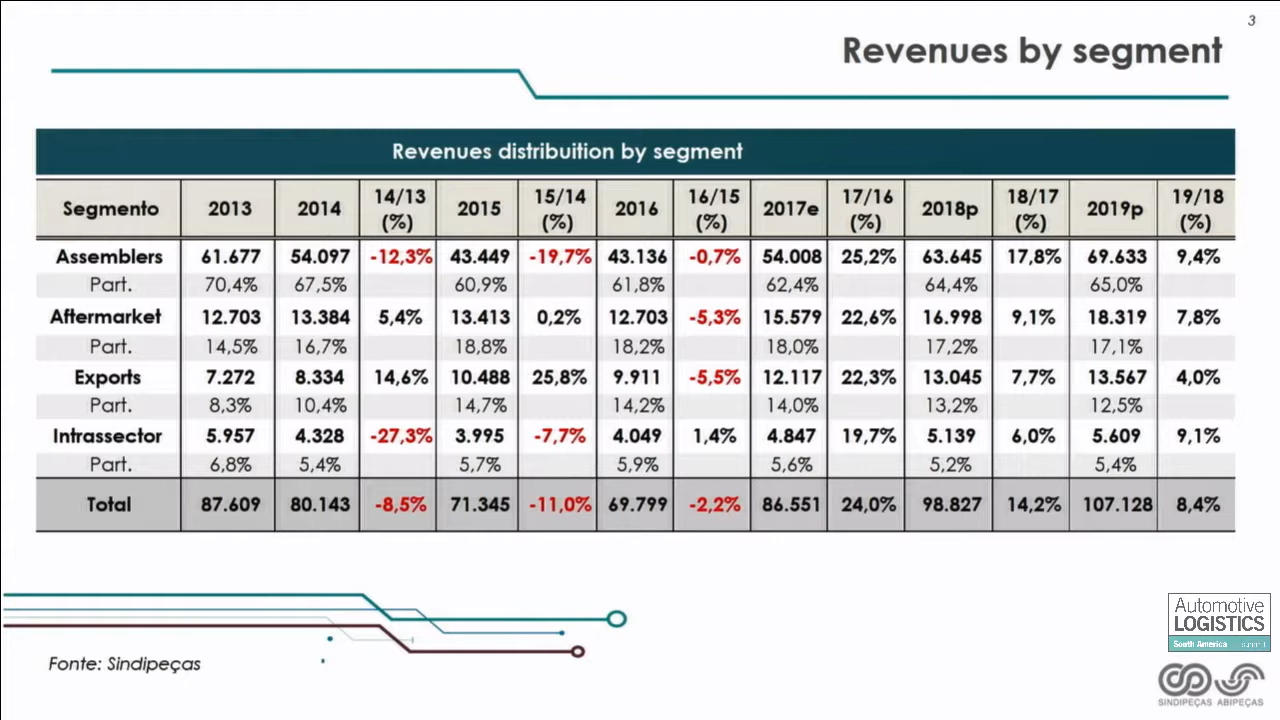 3
Revenues by segment
Revenues distribuition by segment
Segmento 2013 2014 14/13 (%) 2015 15/14 (%) 2016 16/15 (%) 2017e 17/16 (%) 2018p 18/17 (%) 2019p 19/18 (%)
Assemblers 61.677 54.097 -12,3% 43.449 -19,7% 43.136 -0,7% 54.008 25,2% 63.645 17,8% 69.633 9,4%
Part. 70,4% 67,5% 60,9% 61,8% 62,4% 64,4% 65,0%
Aftermarket 12.703 13.384 5,4% 13.413 0,2% 12.703 -5,3% 15.579 22,6% 16.998 9,1% 18.319 7,8%
Part. 14,5% 16,7% 18,8% 18,2% 18,0% 17,2% 17,1%
Exports 7.272 8.334 14,6% 10.488 25,8% 9.911 -5,5% 12.117 22,3% 13.045 7,7% 13.567 4,0%
Part. 8,3% 10,4% 14,7% 14,2% 14,0% 13,2% 12,5%
Intrassector 5.957 4.328 -27,3% 3.995 -7,7% 4.049 1,4% 4.847 19,7% 5.139 6,0% 5.609 9,1%
Part. 6,8% 5,4% 5,7% 5,9% 5,6% 5,2% 5,4%
Total 87.609 80.143 -8,5% 71.345 -11,0% 69.799 -2,2% 86.551 24,0% 98.827 14,2% 107.128 8,4%
Automotive
LOGISTICS
South America summit
Fonte: Sindipeças
SINDIPEÇAS ABIPEÇAS